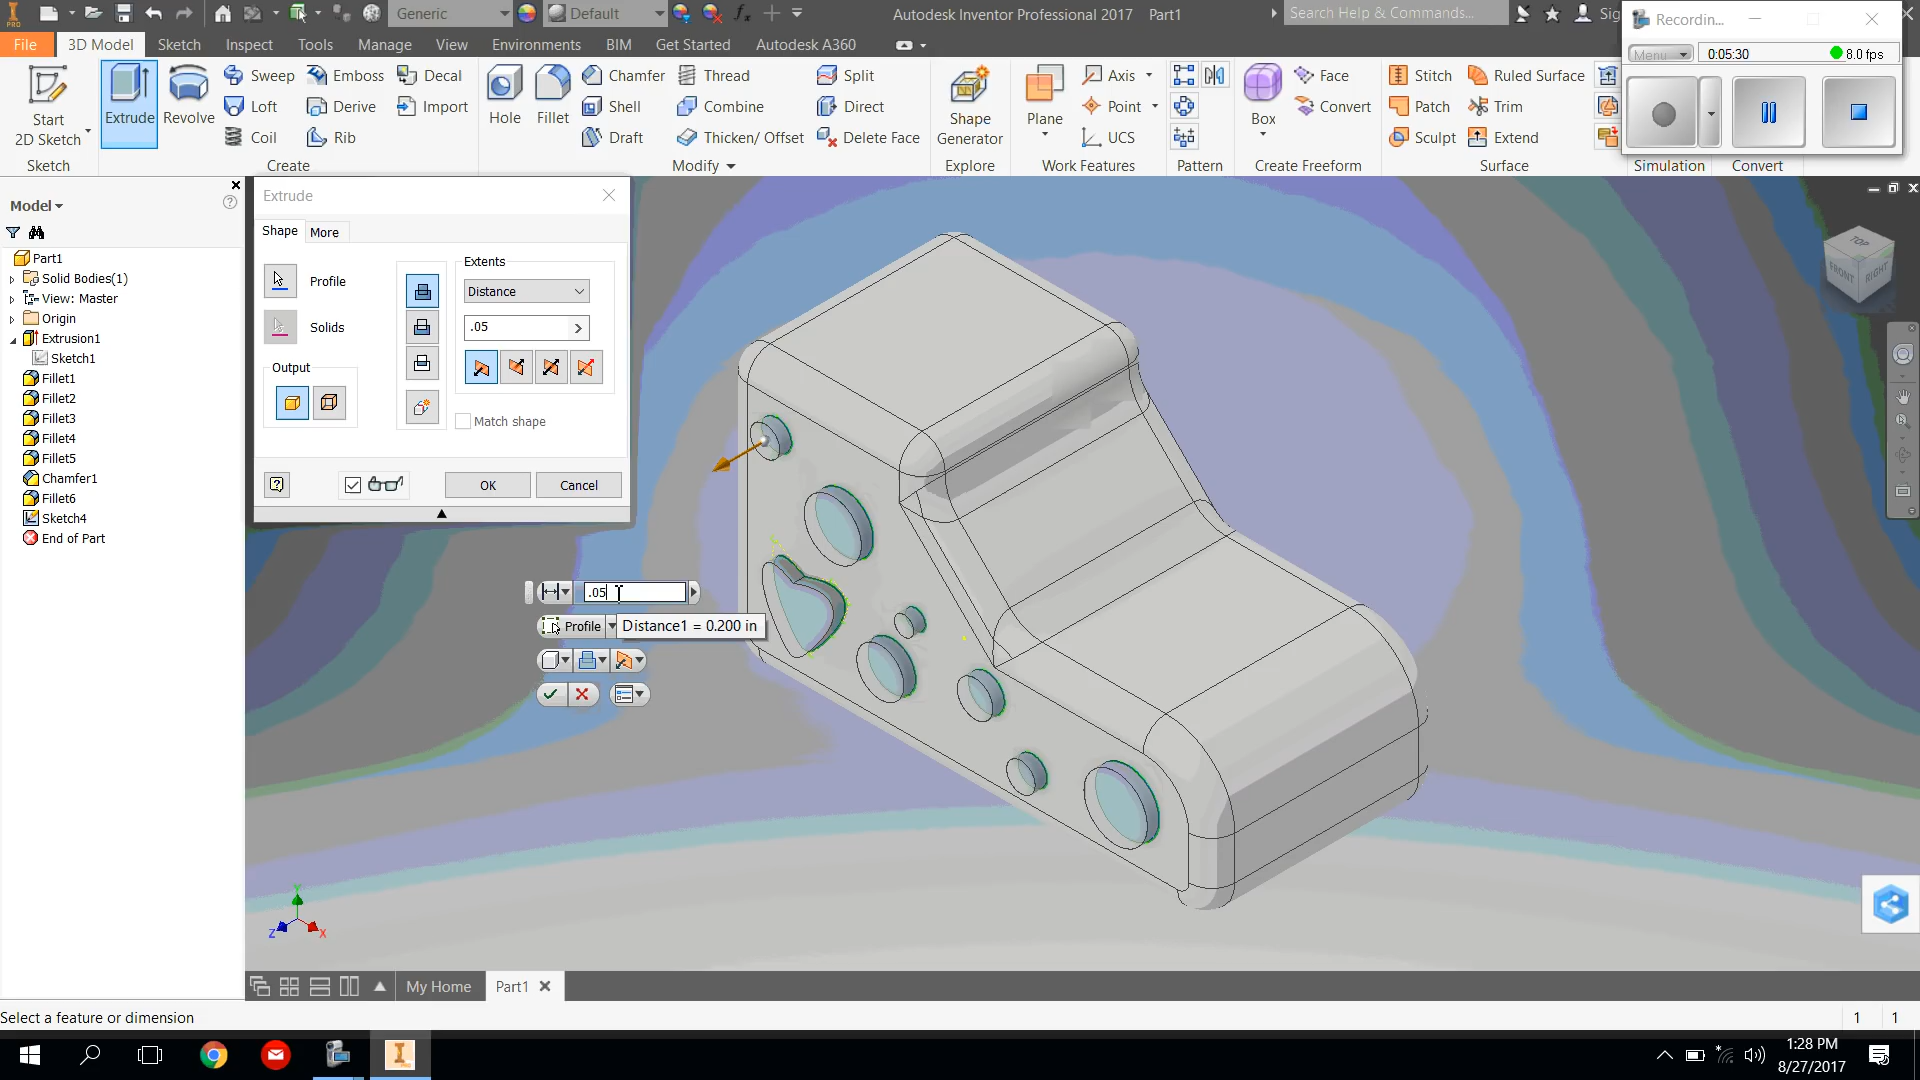 PRO
Generic
Default
fx
Autodesk Inventor Professional 2017 Part1
Search Help & Commands...
Recordin...
File
3D Model
Sketch
Inspect
Tools
Manage
View
Environments
BIM
Get Started
Autodesk A360
Menu
0:05:30
8.0 fps
Start
2D Sketch
Extrude
Revolve
Sweep
Loft
Coil
Emboss
Derive
Rib
Decal
Import
Hole
Fillet
Chamfer
Shell
Draft
Thread
Combine
Thicken/ Offset
Split
Direct
Delete Face
Shape
Generator
Plane
Axis
Point
UCS
Box
Face
Convert
Stitch
Patch
Sculpt
Ruled Surface
Trim
Extend
Sketch
Create
Modify
Explore
Work Features
Pattern
Create Freeform
Surface
Simulation
Convert
Model
Part1
Solid Bodies(1)
View: Master
Origin
Extrusion1
Sketch1
Fillet1
Fillet2
Fillet3
Fillet4
Fillet5
Chamfer1
Fillet6
Sketch4
End of Part
Extrude
Shape
More
Profile
Solids
Output
Extents
Distance
.05
Match shape
OK
Cancel
.05
Profile
Distance1 = 0.200 in
TOP
FRONT
RIGHT
Y
Z
X
My Home
Part1
Select a feature or dimension
1
1
1:28 PM
8/27/2017